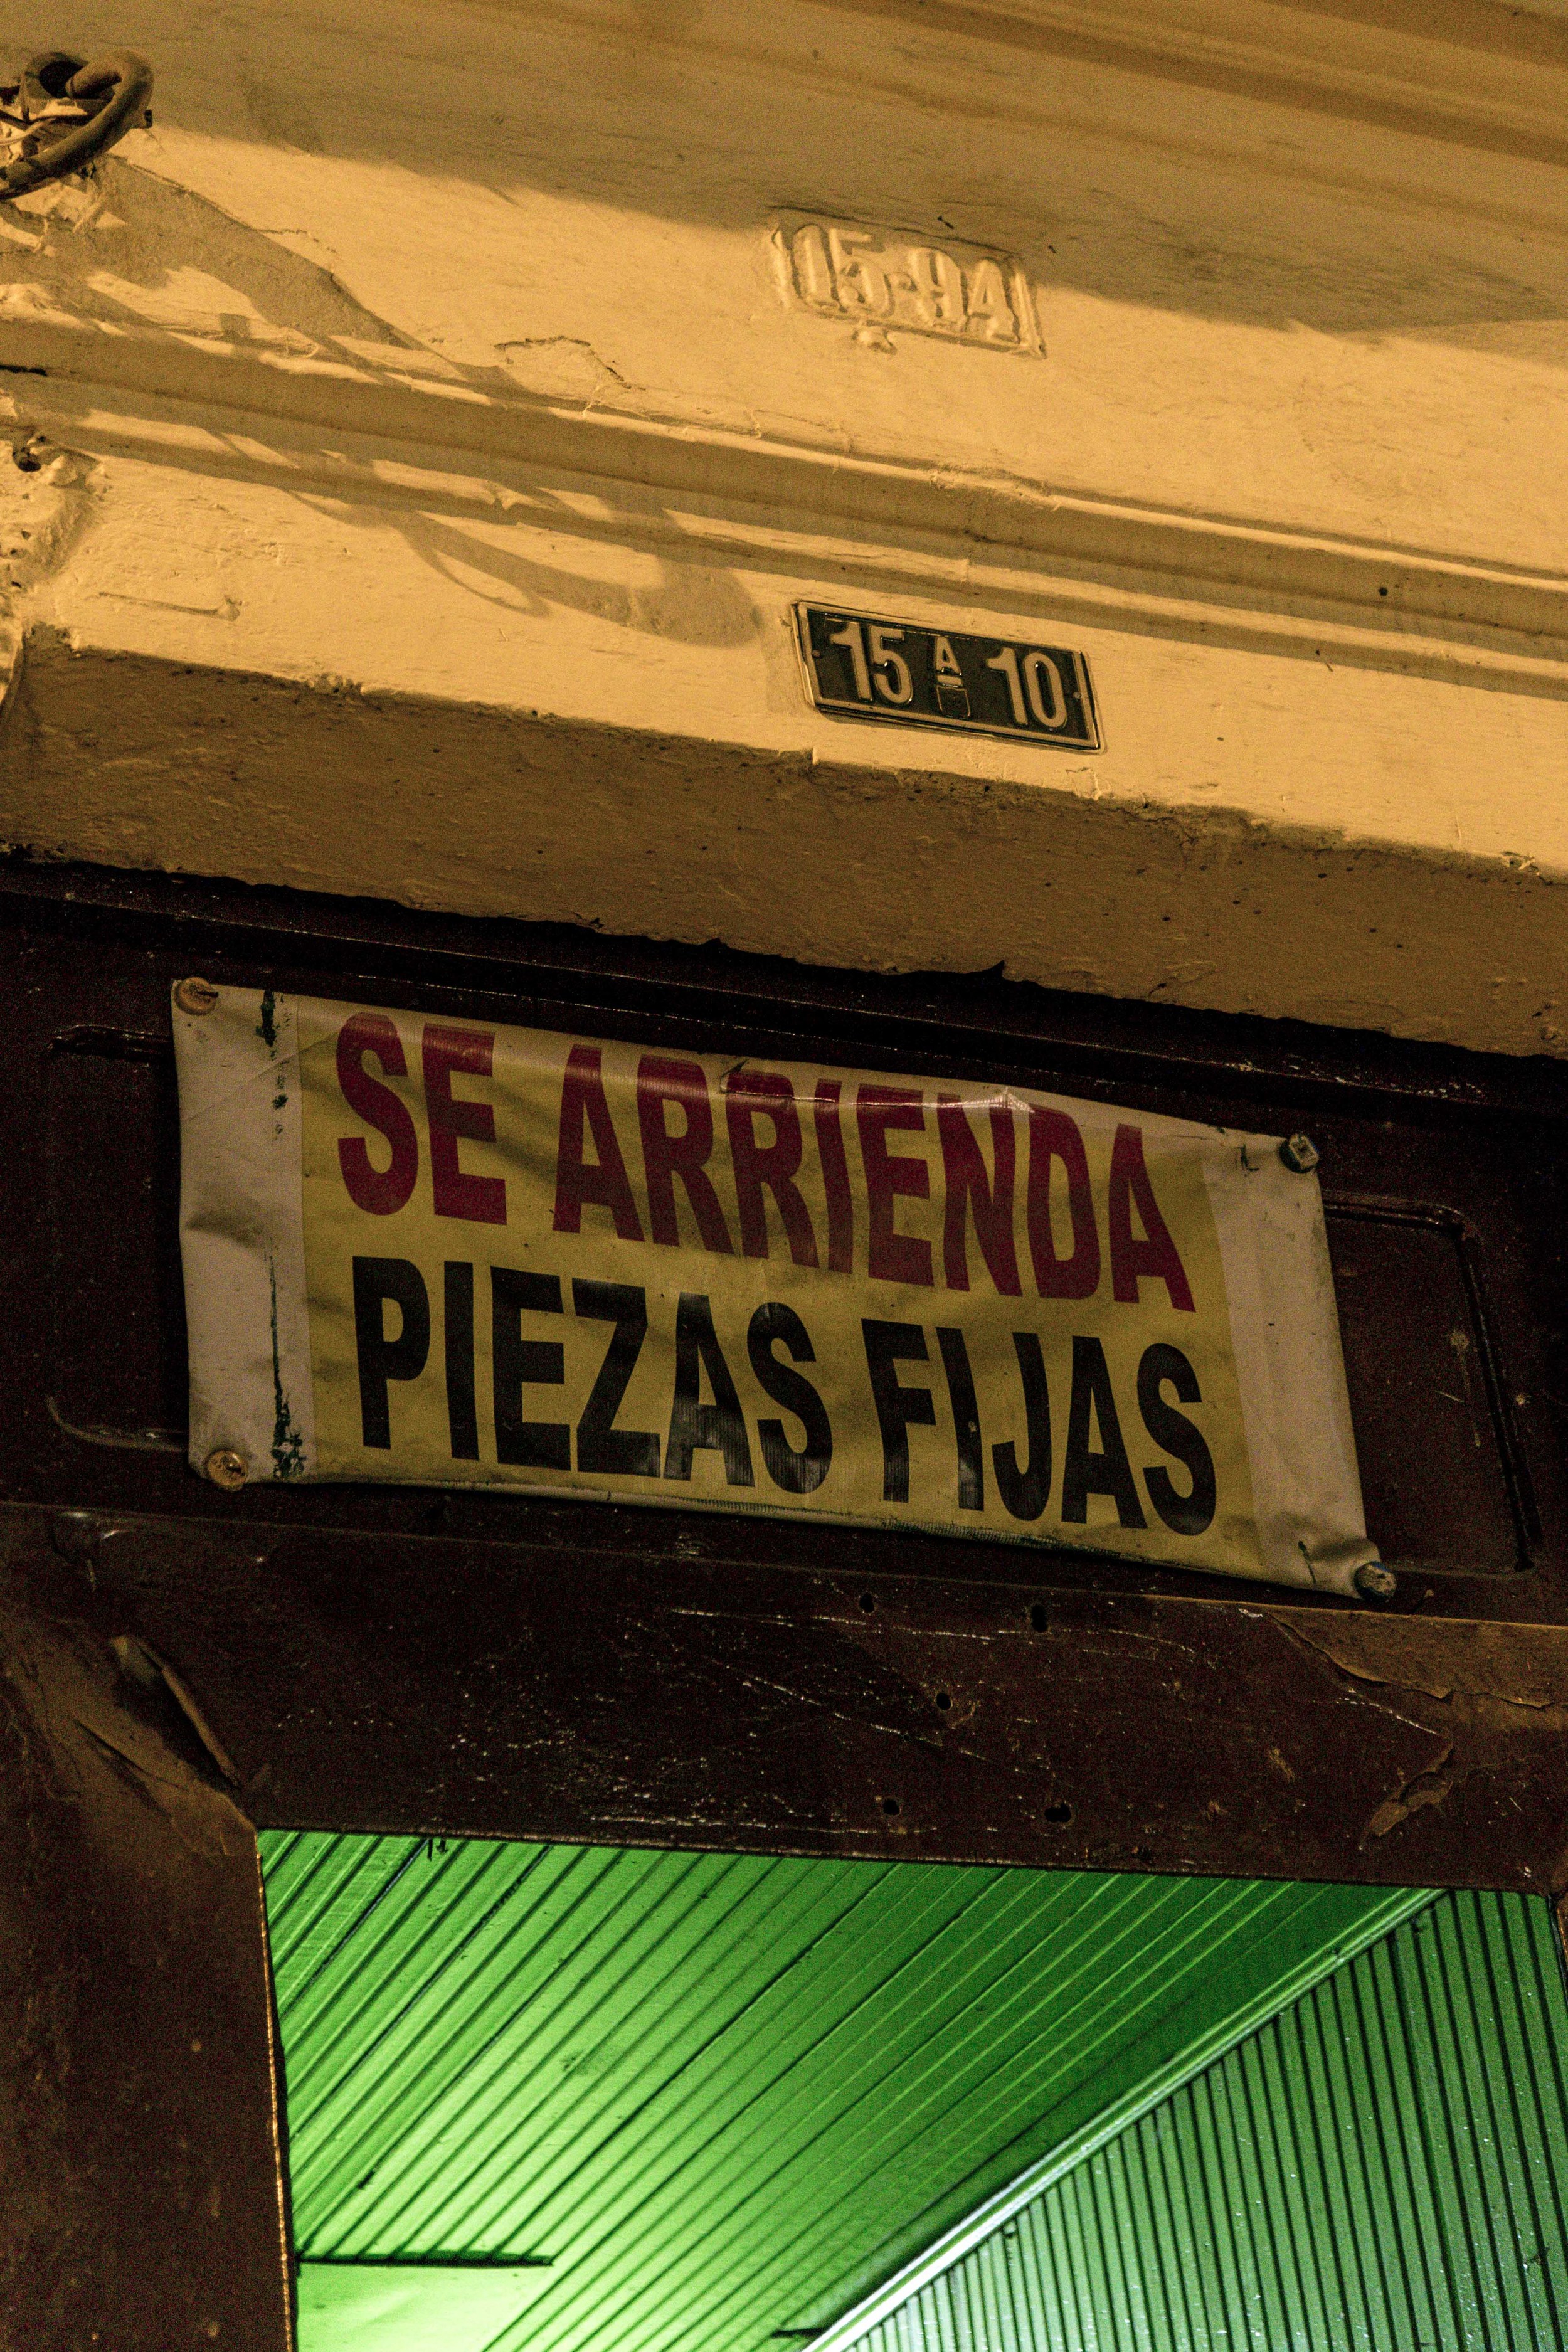 15-94
15 A 10
SE ARRIENDA
PIEZAS FIJAS